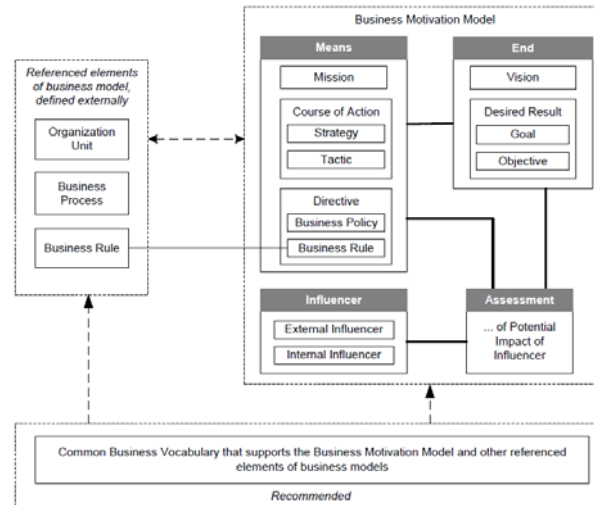 Business Motivation Model
Referenced elements
of business model,
defined externally
Organization
Unit
Business
Process
Business Rule
Means
Mission
Course of Action
Strategy
Tactic
Directive
Business Policy
Business Rule
End
Vision
Desired Result
Goal
Objective
Influencer
External Influencer
Internal Influencer
Assessment
... of Potential
Impact of
Influencer
Common Business Vocabulary that supports the Business Motivation Model and other referenced
elements of business models
Recommended